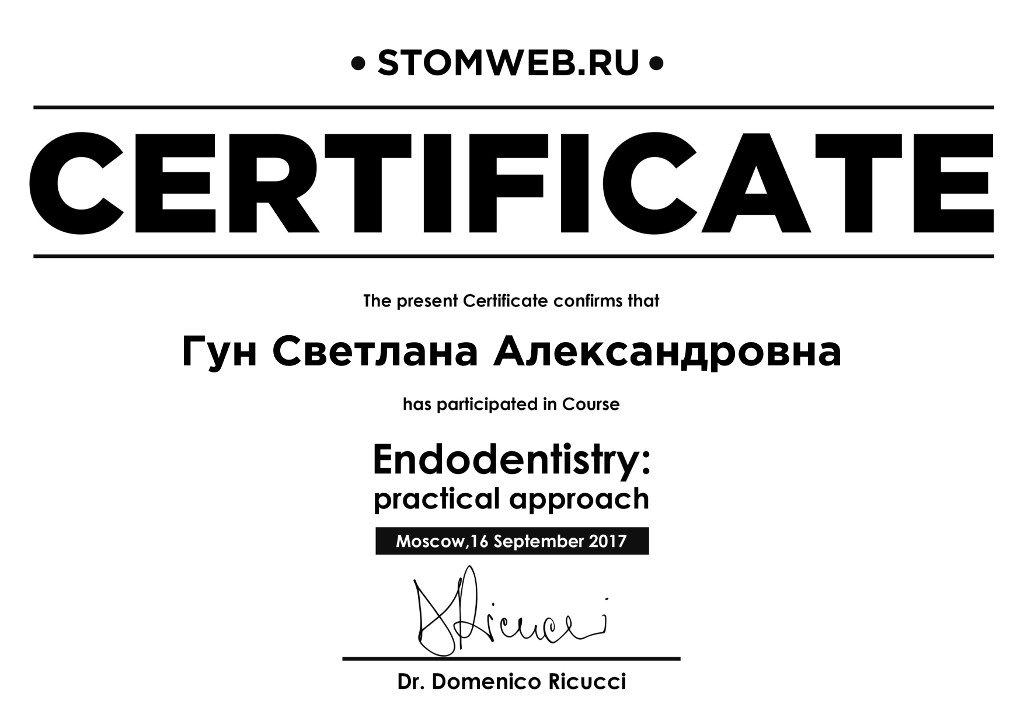 • STOMWEB.RU •
CERTIFICATE
The present Certificate confirms that
Гун Светлана Александровна
has participated in Course
Endodentistry:
practical approach
Moscow,16 September 2017
DRicucci
Dr. Domenico Ricucci